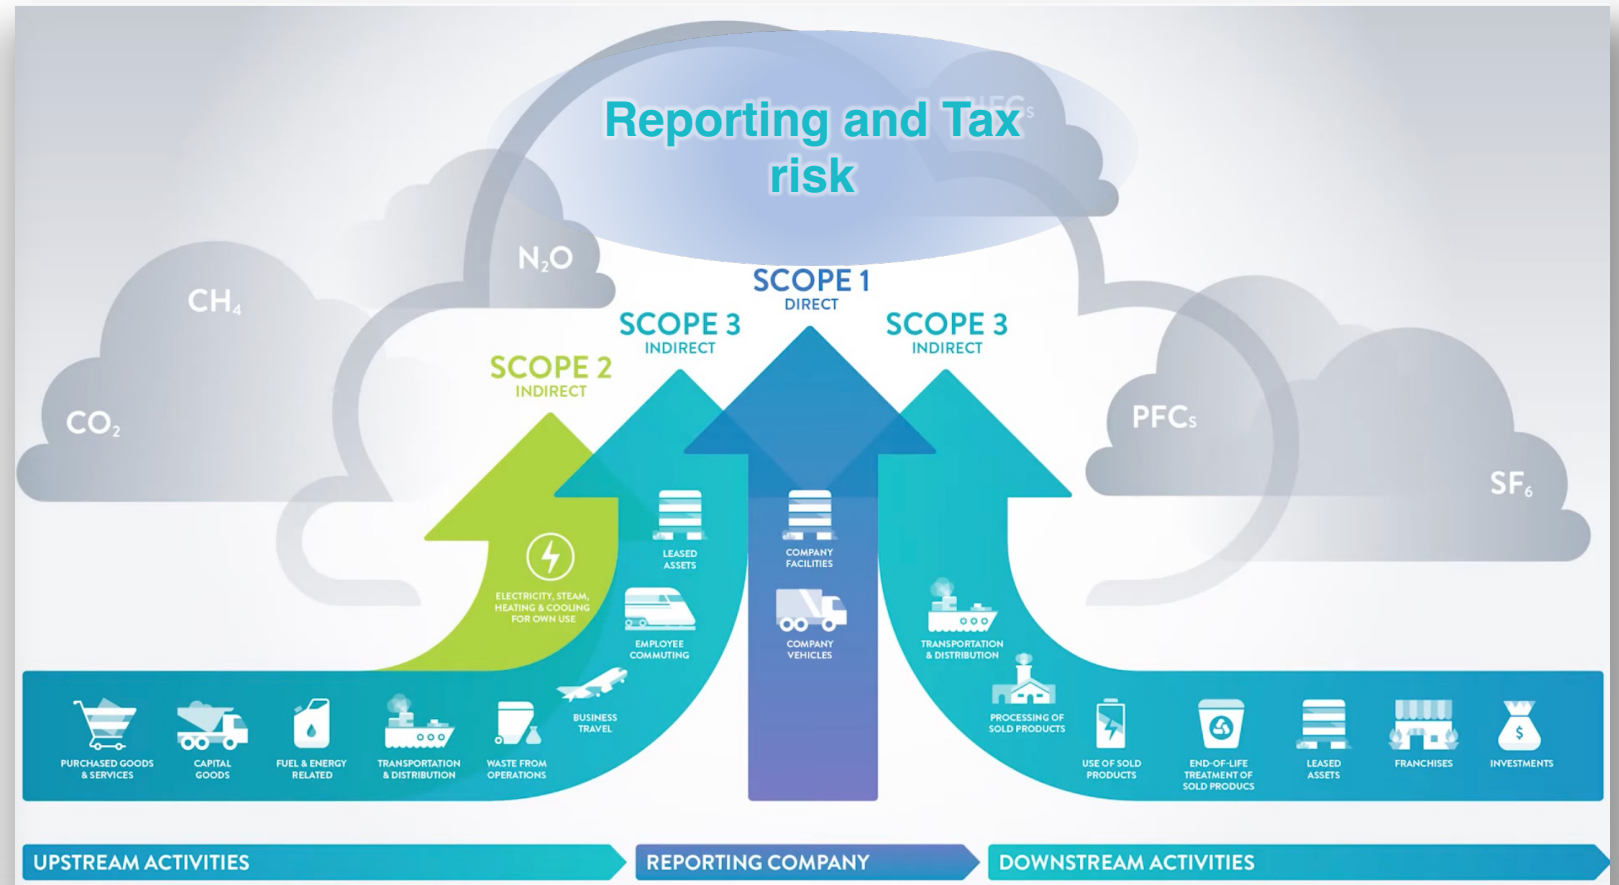 Reporting and Tax
risk
HFCs
N₂O
CH₄
CO₂
PFCs
SF₆
SCOPE 1
DIRECT
SCOPE 3
INDIRECT
SCOPE 3
INDIRECT
SCOPE 2
INDIRECT
ELECTRICITY, STEAM,
HEATING & COOLING
FOR OWN USE
LEASED
ASSETS
EMPLOYEE
COMMUTING
BUSINESS
TRAVEL
COMPANY
FACILITIES
COMPANY
VEHICLES
TRANSPORTATION
& DISTRIBUTION
PROCESSING OF
SOLD PRODUCTS
PURCHASED GOODS
& SERVICES
CAPITAL
GOODS
FUEL & ENERGY
RELATED
TRANSPORTATION
& DISTRIBUTION
WASTE FROM
OPERATIONS
USE OF SOLD
PRODUCTS
END-OF-LIFE
TREATMENT OF
SOLD PRODUCS
LEASED
ASSETS
FRANCHISES
$
INVESTMENTS
UPSTREAM ACTIVITIES
REPORTING COMPANY
DOWNSTREAM ACTIVITIES